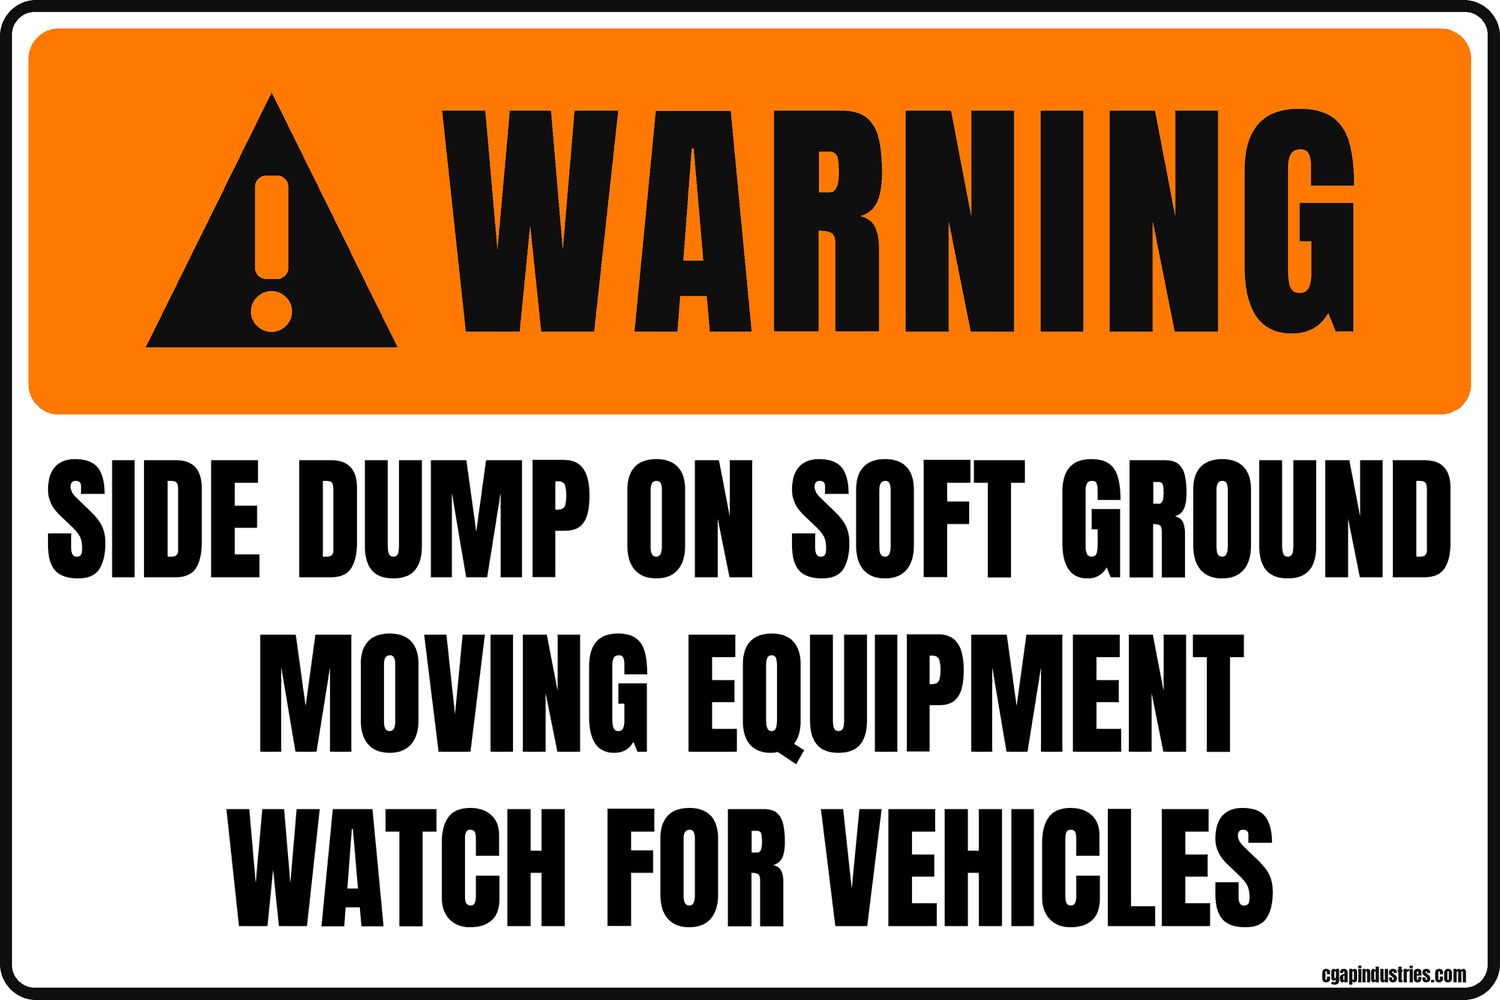 WARNING
SIDE DUMP ON SOFT GROUND
MOVING EQUIPMENT
WATCH FOR VEHICLES
cgapindustries.com